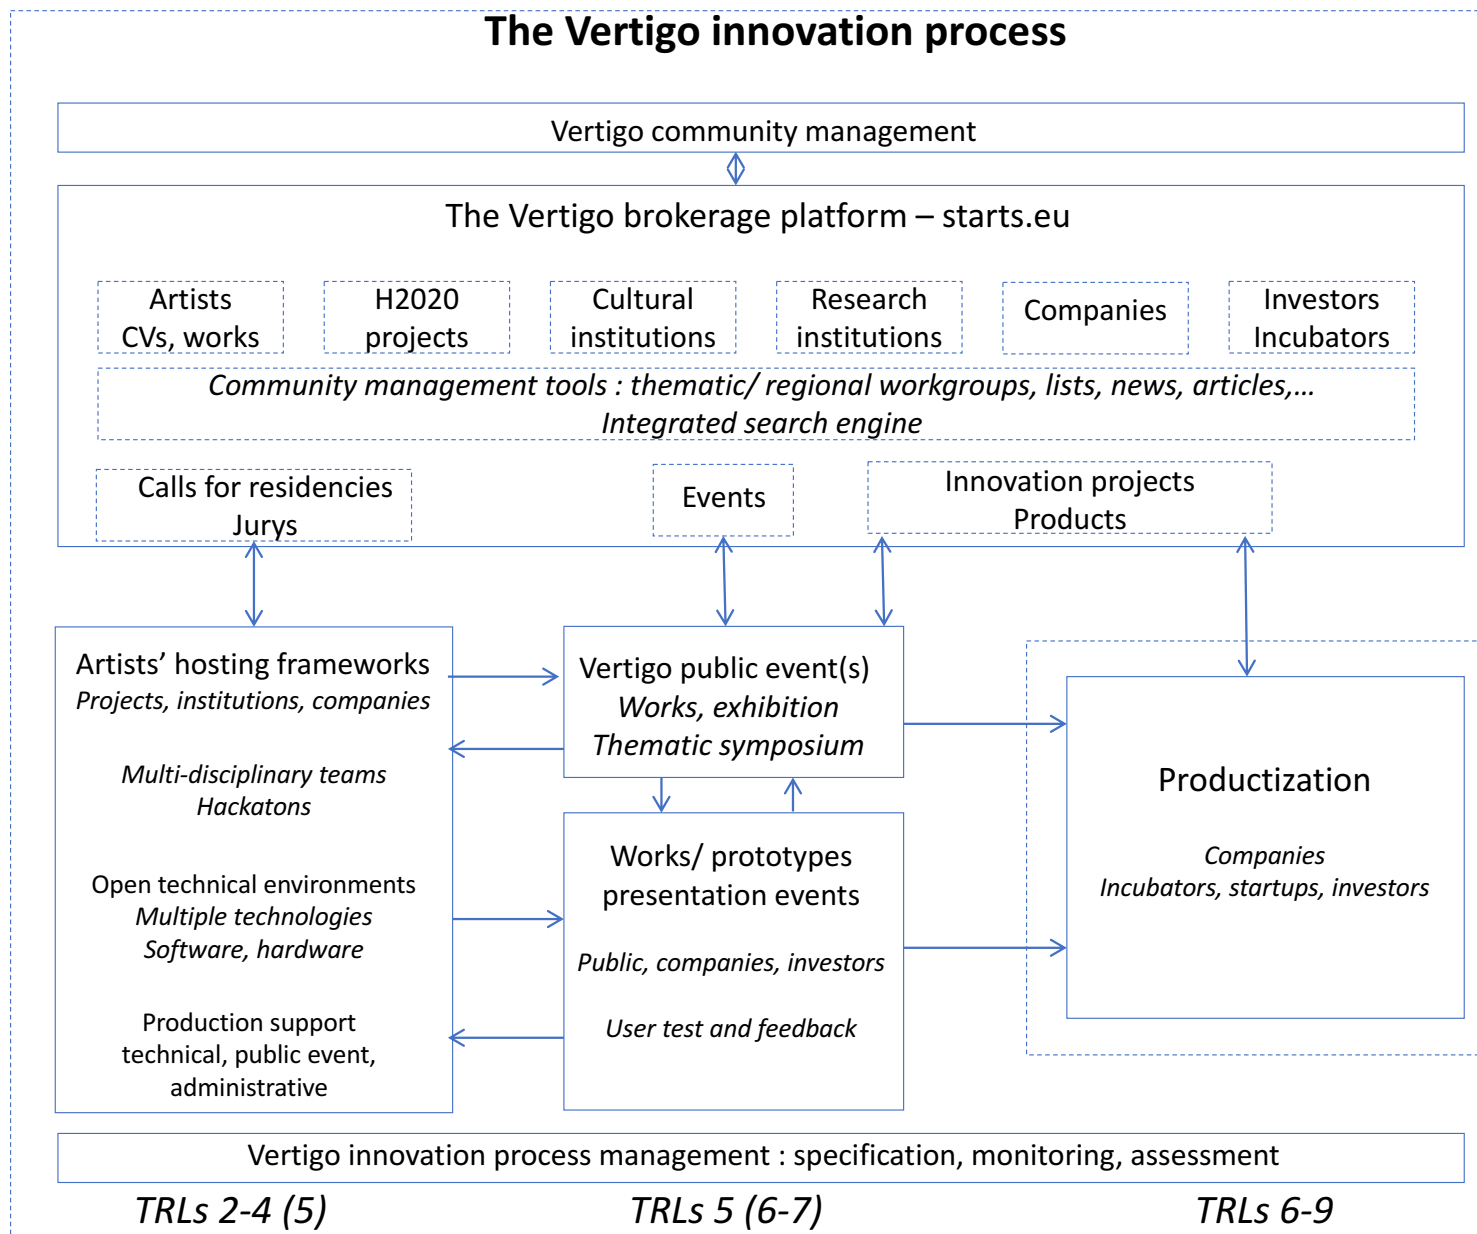 The Vertigo innovation process
Vertigo community management
The Vertigo brokerage platform – starts.eu
Artists
CVs, works
H2020
projects
Cultural
institutions
Research
institutions
Companies
Investors
Incubators
Community management tools : thematic/ regional workgroups, lists, news, articles,...
Integrated search engine
Calls for residencies
Jurys
Events
Innovation projects
Products
Artists’ hosting frameworks
Projects, institutions, companies
Multi-disciplinary teams
Hackatons
Open technical environments
Multiple technologies
Software, hardware
Production support
technical, public event,
administrative
Vertigo public event(s)
Works, exhibition
Thematic symposium
Works/ prototypes
presentation events
Public, companies, investors
User test and feedback
Productization
Companies
Incubators, startups, investors
Vertigo innovation process management : specification, monitoring, assessment
TRLs 2-4 (5)
TRLs 5 (6-7)
TRLs 6-9